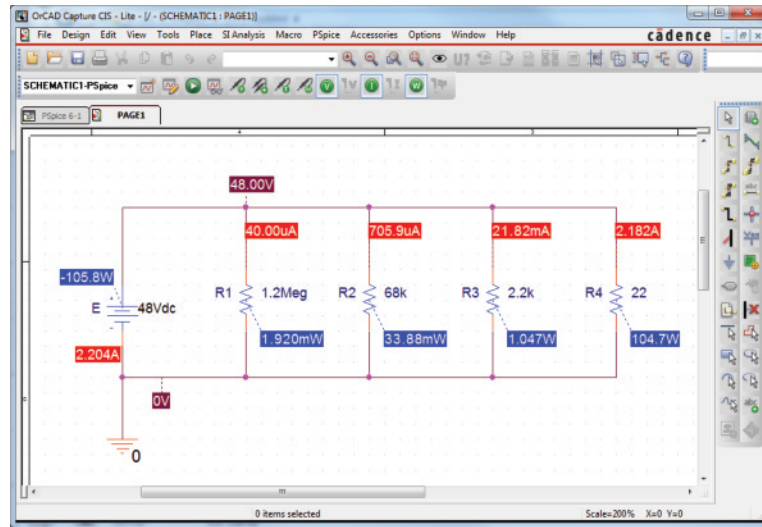 OrCAD Capture CIS - Lite - [/ - (SCHEMATIC1 : PAGE1)]
File Design Edit View Tools Place SI Analysis Macro PSpice Accessories Options Window Help cādence
U?
SCHEMATIC1-PSpice
PSpice 6-1 PAGE1
48.00V
40.00uA 705.9uA 21.82mA 2.182A
-105.8W
R1 1.2Meg R2 68k R3 2.2k R4 22
E 48Vdc
1.920mW 33.88mW 1.047W 104.7W
2.204A
0V
0
0 items selected Scale=200% X=0 Y=0